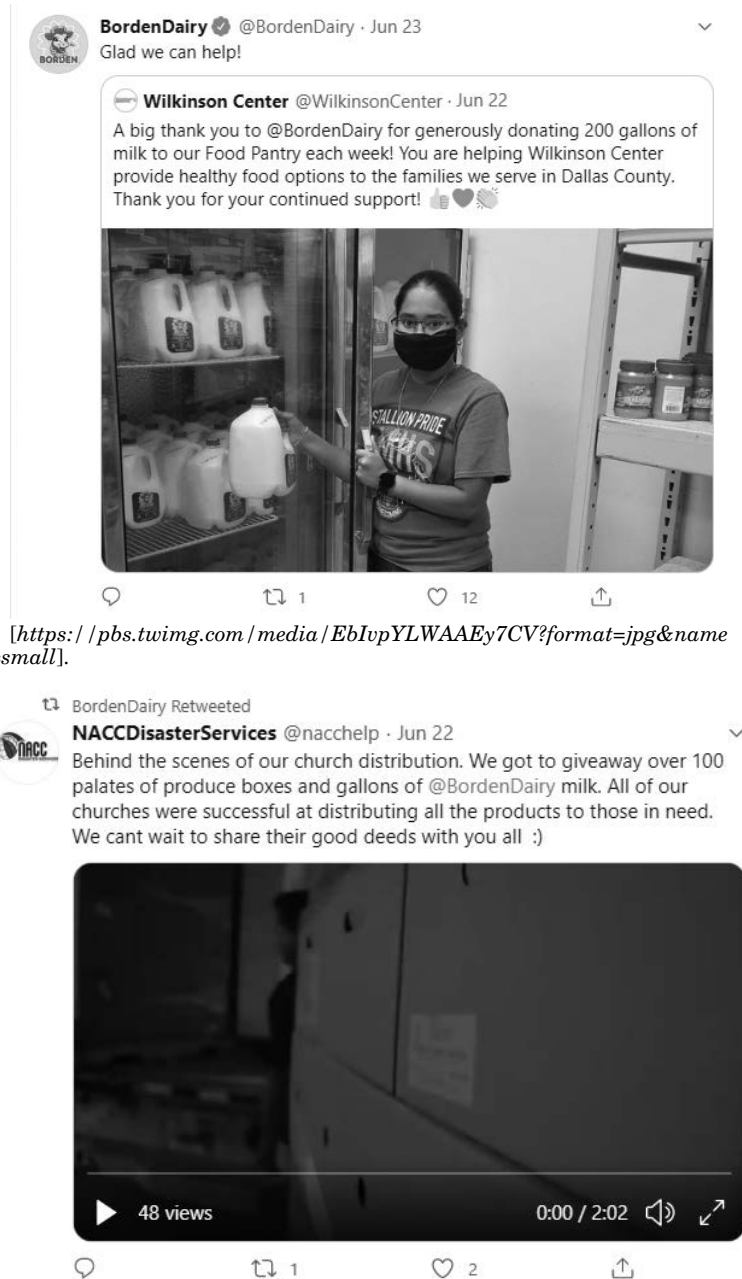 BordenDairy @BordenDairy · Jun 23
Glad we can help!
BORDEN
Wilkinson Center @WilkinsonCenter · Jun 22
A big thank you to @BordenDairy for generously donating 200 gallons of
milk to our Food Pantry each week! You are helping Wilkinson Center
provide healthy food options to the families we serve in Dallas County.
Thank you for your continued support! 👍🖤👏
STALLION PRIDE
1 12
[https://pbs.twimg.com/media/EbIvpYLWAAEy7CV?format=jpg&name
small].
BordenDairy Retweeted
NACC
NACCDisasterServices @nacchelp · Jun 22
Behind the scenes of our church distribution. We got to giveaway over 100
palates of produce boxes and gallons of @BordenDairy milk. All of our
churches were successful at distributing all the products to those in need.
We cant wait to share their good deeds with you all :)
48 views 0:00 / 2:02
1 2